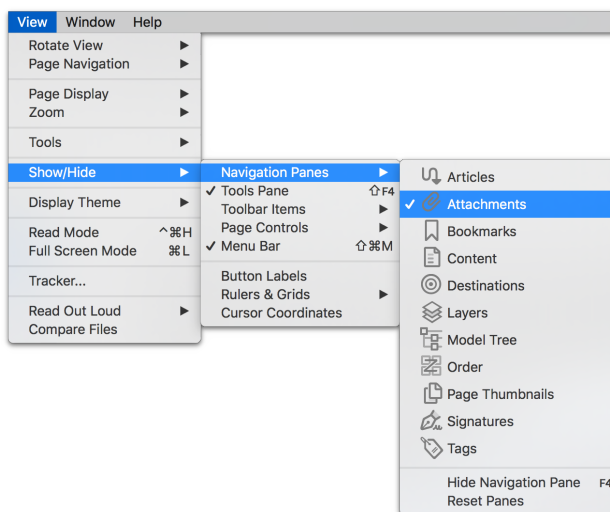 View Window Help
Rotate View
Page Navigation
Page Display
Zoom
Tools
Show/Hide
Display Theme
Read Mode ^⌘H
Full Screen Mode ⌘L
Tracker...
Read Out Loud
Compare Files
Navigation Panes
✓ Tools Pane ⇧F4
Toolbar Items
Page Controls
✓ Menu Bar ⇧⌘M
Button Labels
Rulers & Grids
Cursor Coordinates
Articles
✓ Attachments
Bookmarks
Content
Destinations
Layers
Model Tree
Order
Page Thumbnails
Signatures
Tags
Hide Navigation Pane F4
Reset Panes